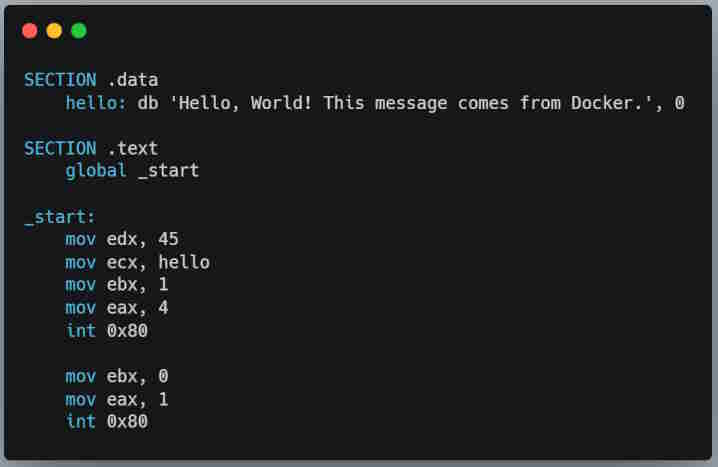 SECTION .data
    hello: db 'Hello, World! This message comes from Docker.', 0

SECTION .text
    global _start

_start:
    mov edx, 45
    mov ecx, hello
    mov ebx, 1
    mov eax, 4
    int 0x80

    mov ebx, 0
    mov eax, 1
    int 0x80